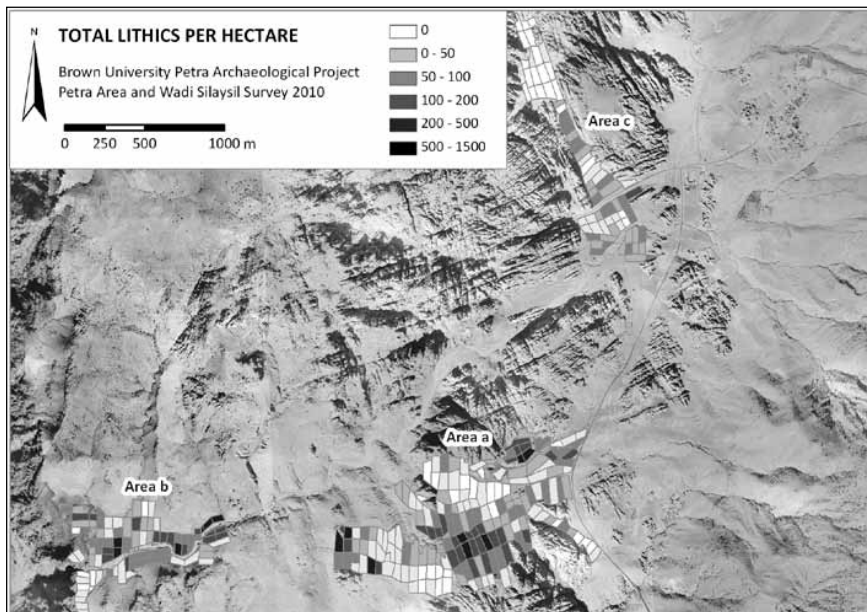 N
TOTAL LITHICS PER HECTARE
Brown University Petra Archaeological Project
Petra Area and Wadi Silaysil Survey 2010
0 250 500 1000 m
0
0 - 50
50 - 100
100 - 200
200 - 500
500 - 1500
Area c
Area a
Area b